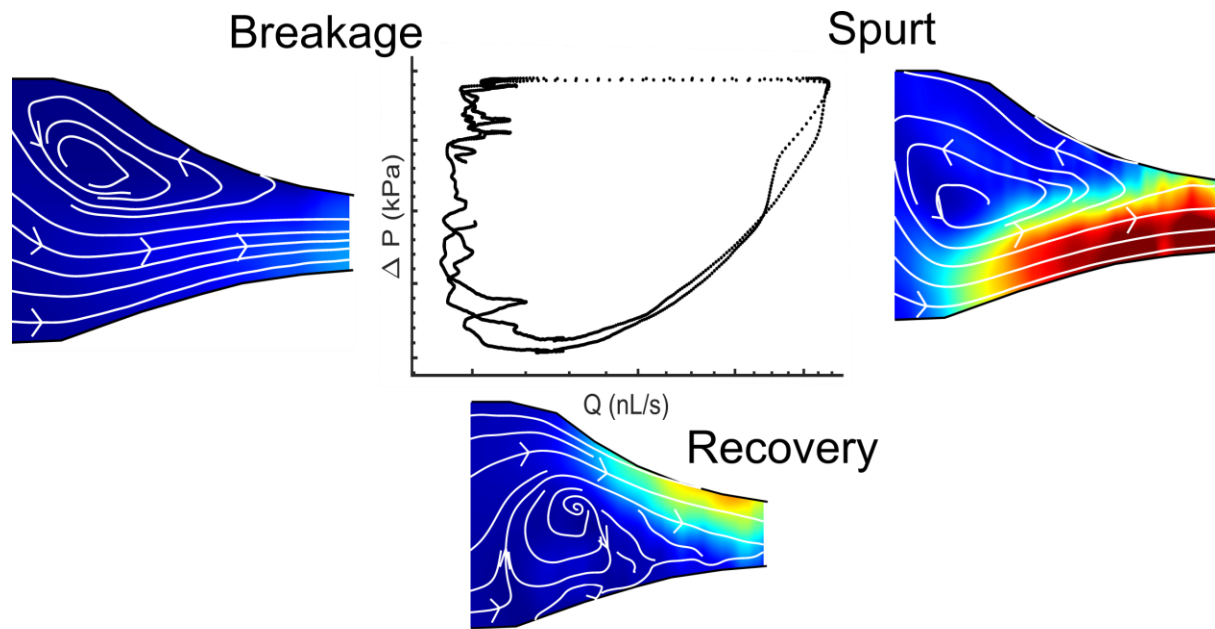 Breakage
Spurt
Δ P (kPa)
Q (nL/s)
Recovery